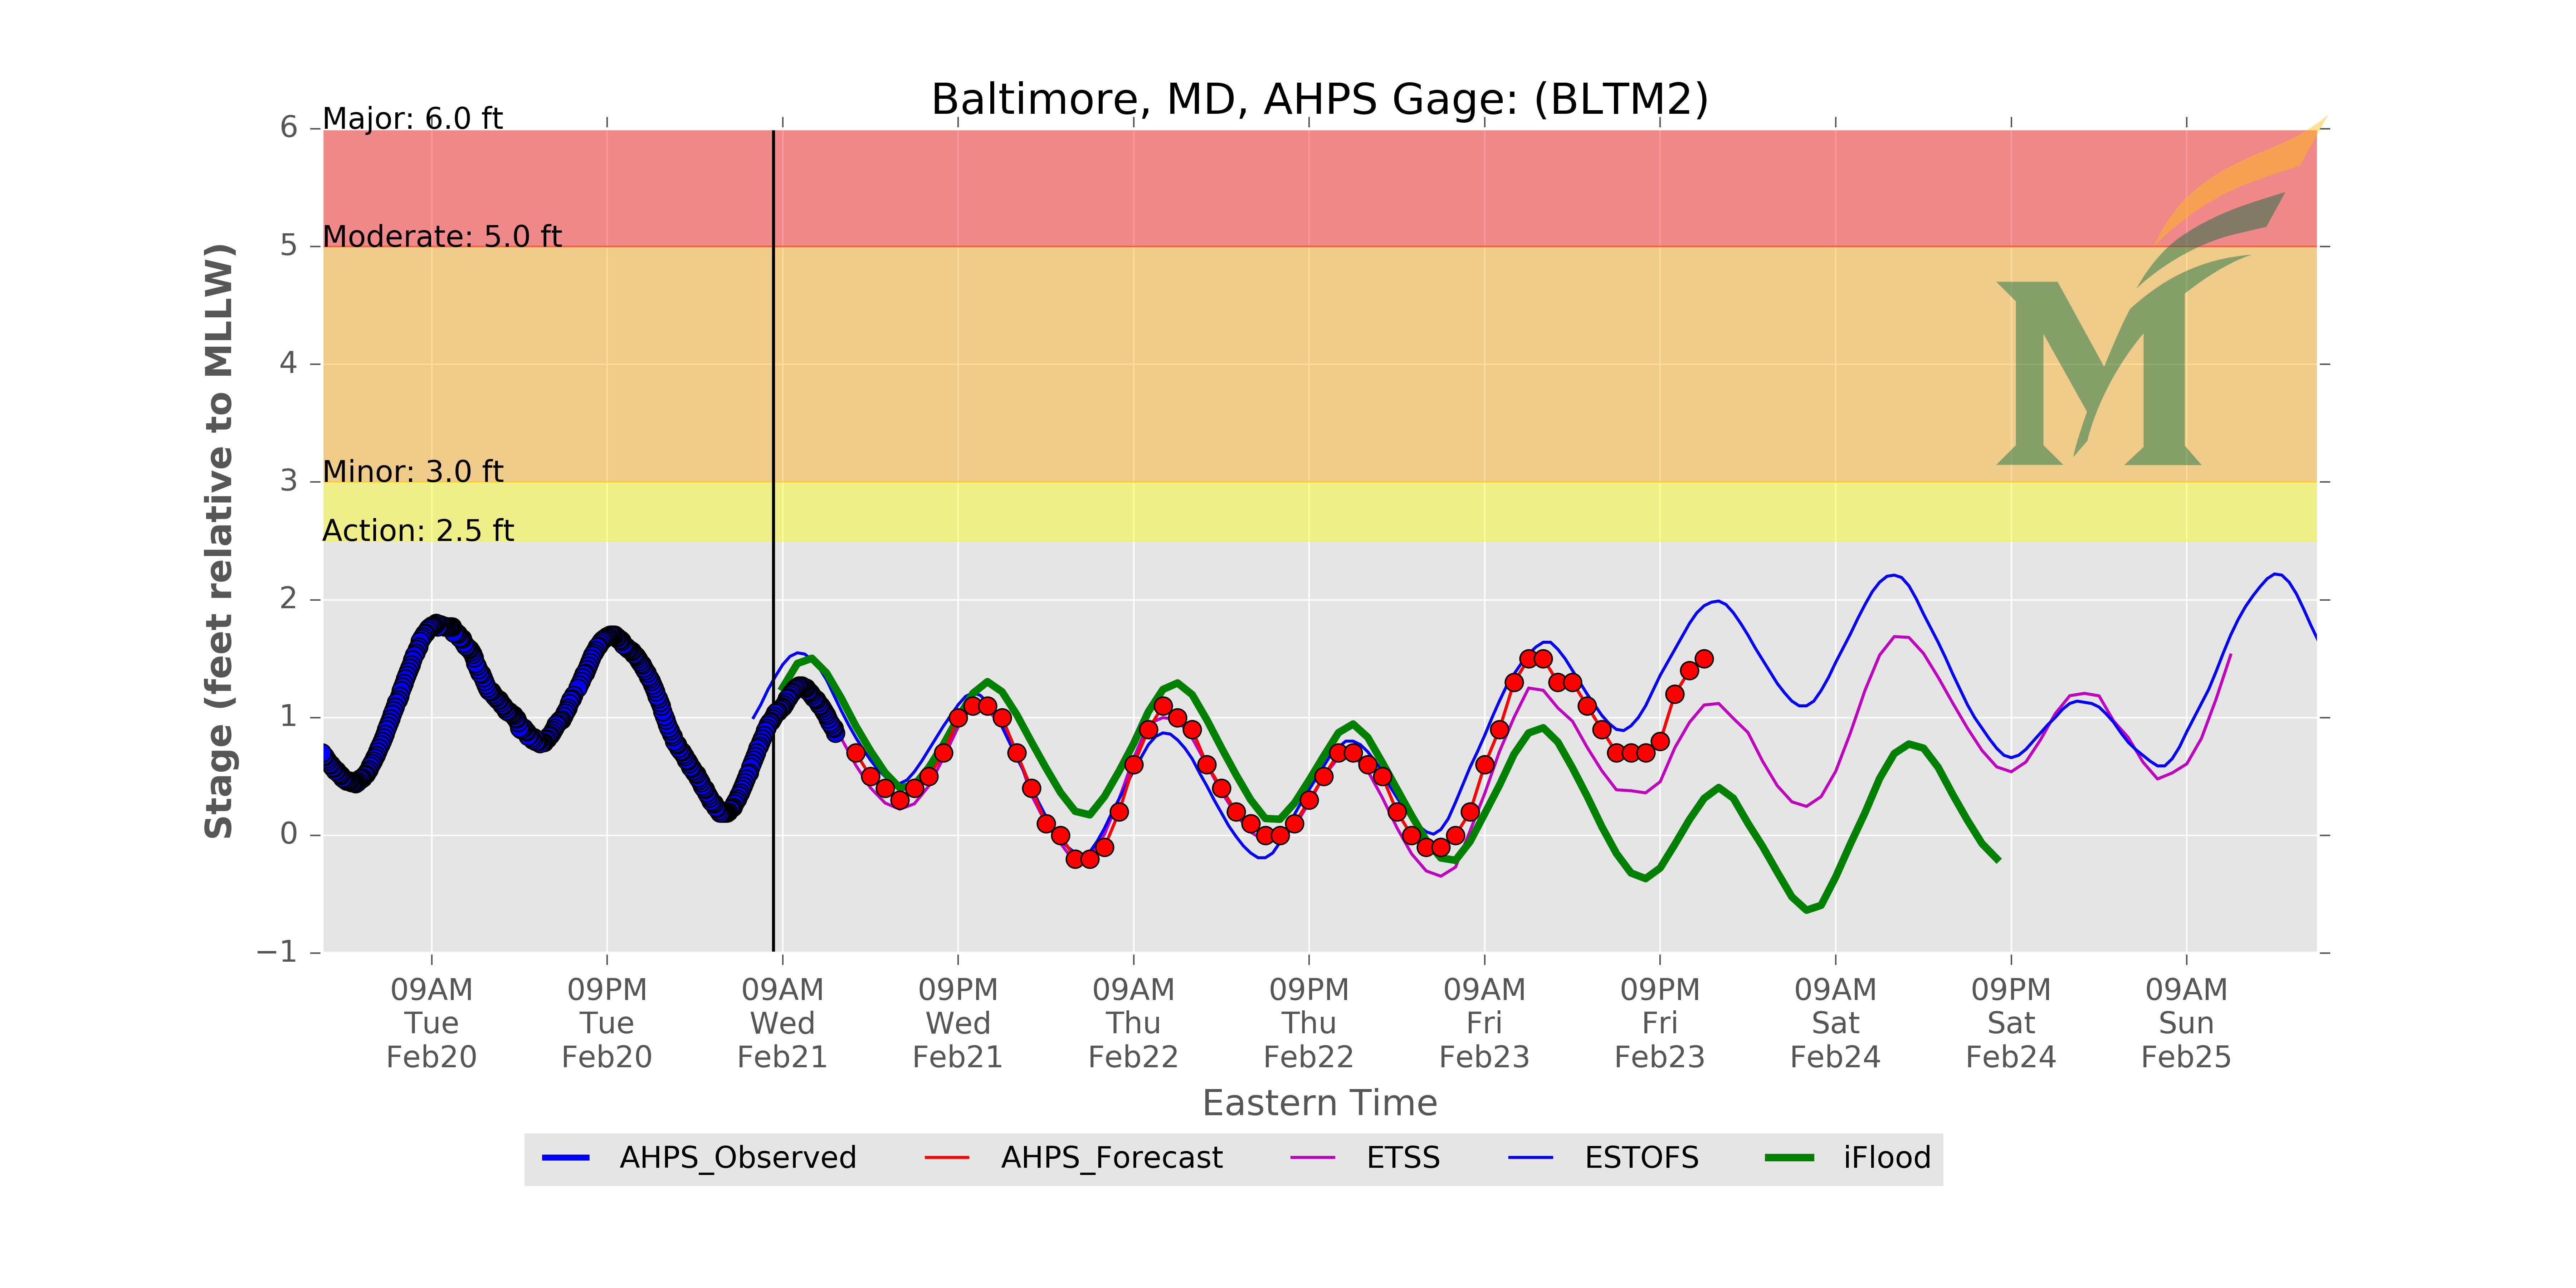 Baltimore, MD, AHPS Gage: (BLTM2)
Major: 6.0 ft
Moderate: 5.0 ft
Minor: 3.0 ft
Action: 2.5 ft
6
5
4
3
2
1
0
−1
Stage (feet relative to MLLW)
M
09AM 09PM 09AM 09PM 09AM 09PM 09AM 09PM 09AM 09PM 09AM
Tue Tue Wed Wed Thu Thu Fri Fri Sat Sat Sun
Feb20 Feb20 Feb21 Feb21 Feb22 Feb22 Feb23 Feb23 Feb24 Feb24 Feb25
Eastern Time
AHPS_Observed AHPS_Forecast ETSS ESTOFS iFlood